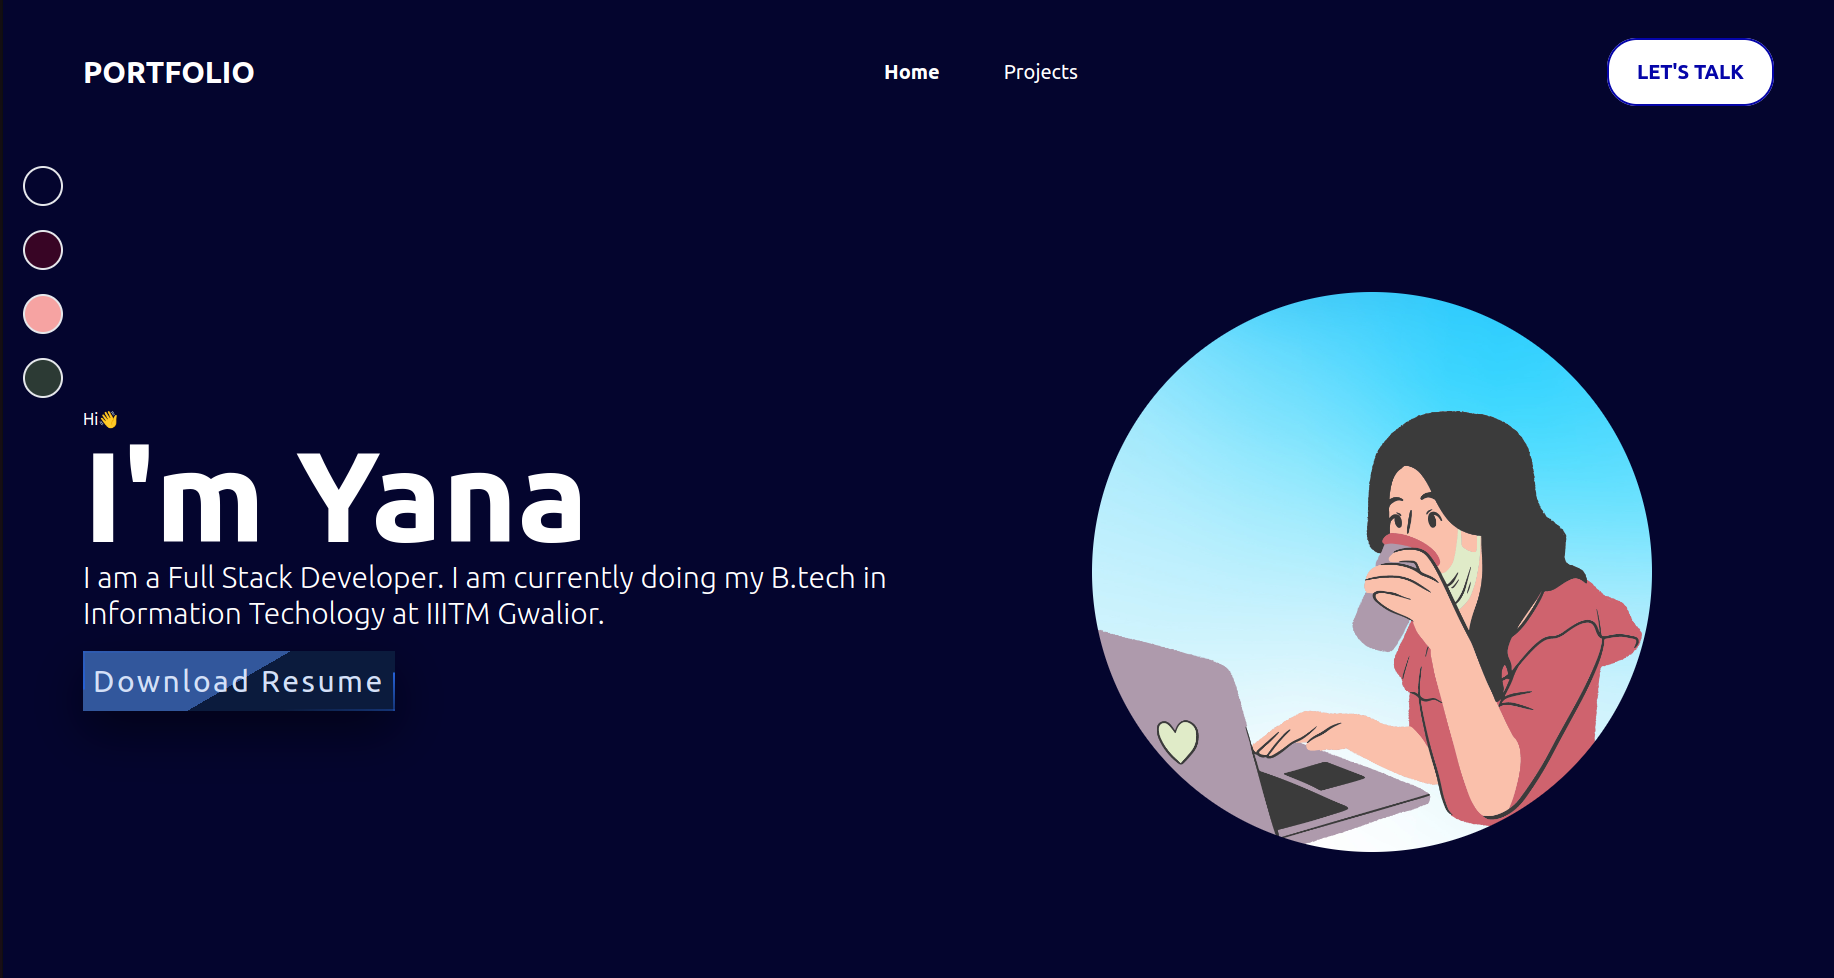 PORTFOLIO
Home
Projects
LET'S TALK
Hi👋
I'm Yana
I am a Full Stack Developer. I am currently doing my B.tech in
Information Techology at IIITM Gwalior.
Download Resume